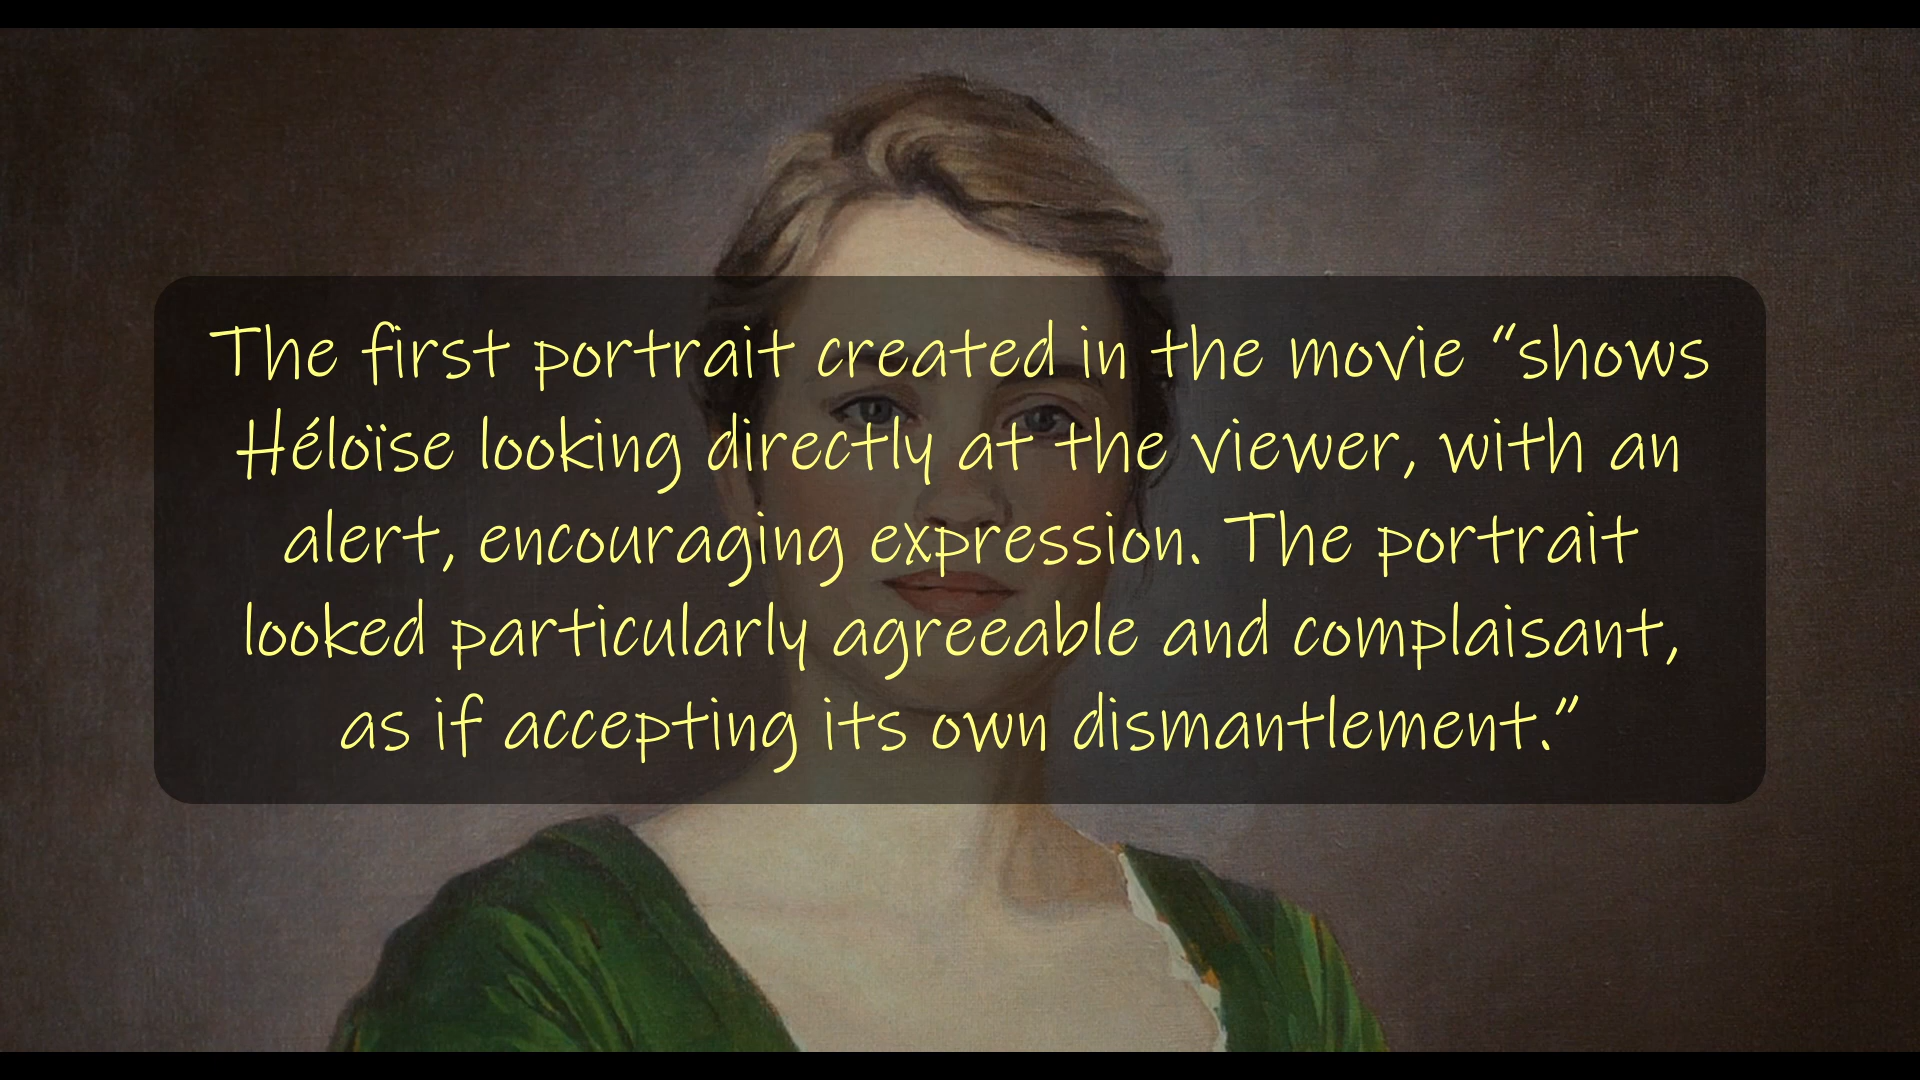 The first portrait created in the movie “shows
Héloïse looking directly at the viewer, with an
alert, encouraging expression. The portrait
looked particularly agreeable and complaisant,
as if accepting its own dismantlement.”